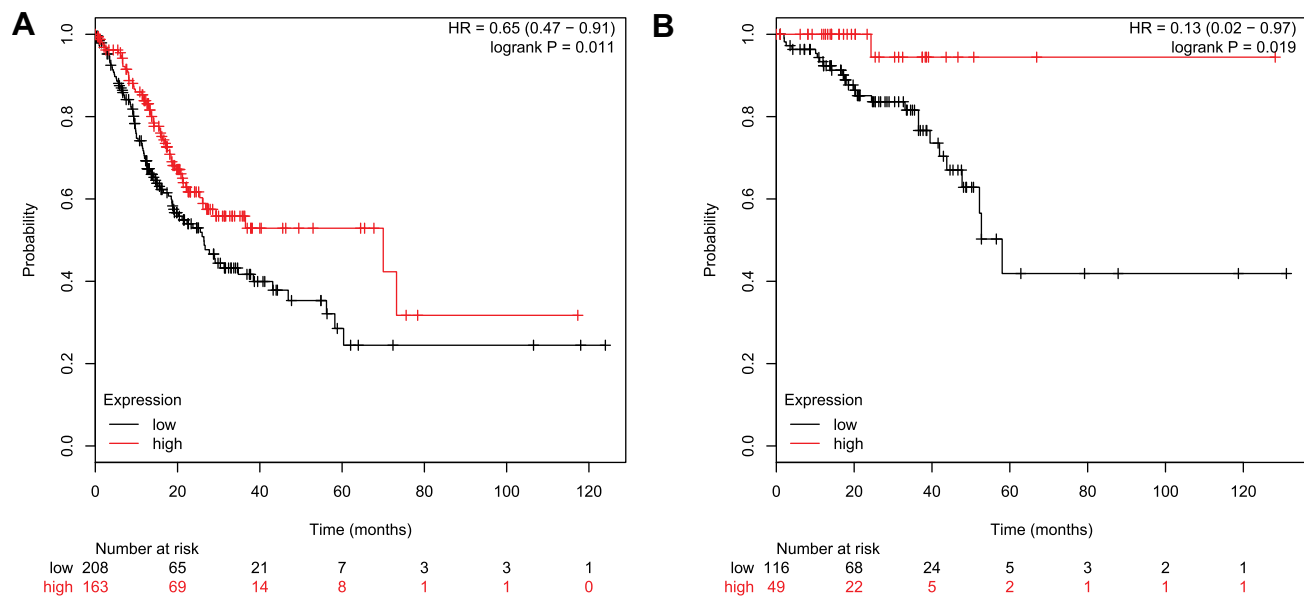 A
HR = 0.65 (0.47 − 0.91)
logrank P = 0.011
Probability
0.0
0.2
0.4
0.6
0.8
1.0
Expression
low
high
0 20 40 60 80 100 120
Time (months)
Number at risk
low 208 65 21 7 3 3 1
high 163 69 14 8 1 1 0
B
HR = 0.13 (0.02 − 0.97)
logrank P = 0.019
Probability
0.0
0.2
0.4
0.6
0.8
1.0
Expression
low
high
0 20 40 60 80 100 120
Time (months)
Number at risk
low 116 68 24 5 3 2 1
high 49 22 5 2 1 1 1